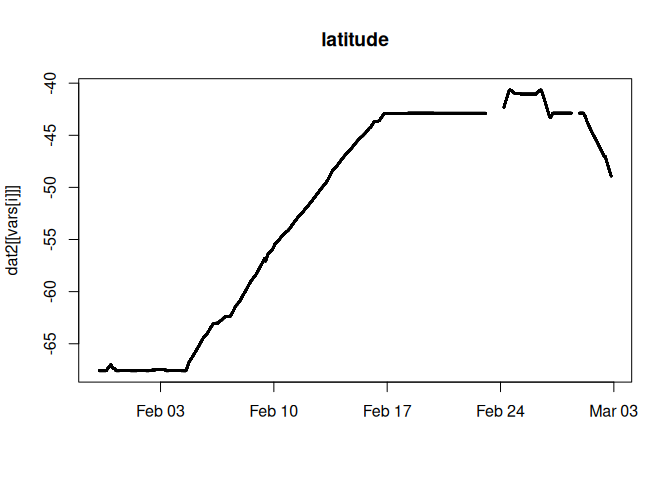 latitude
dat2[[vars[i]]]
-40
-45
-50
-55
-60
-65
Feb 03
Feb 10
Feb 17
Feb 24
Mar 03